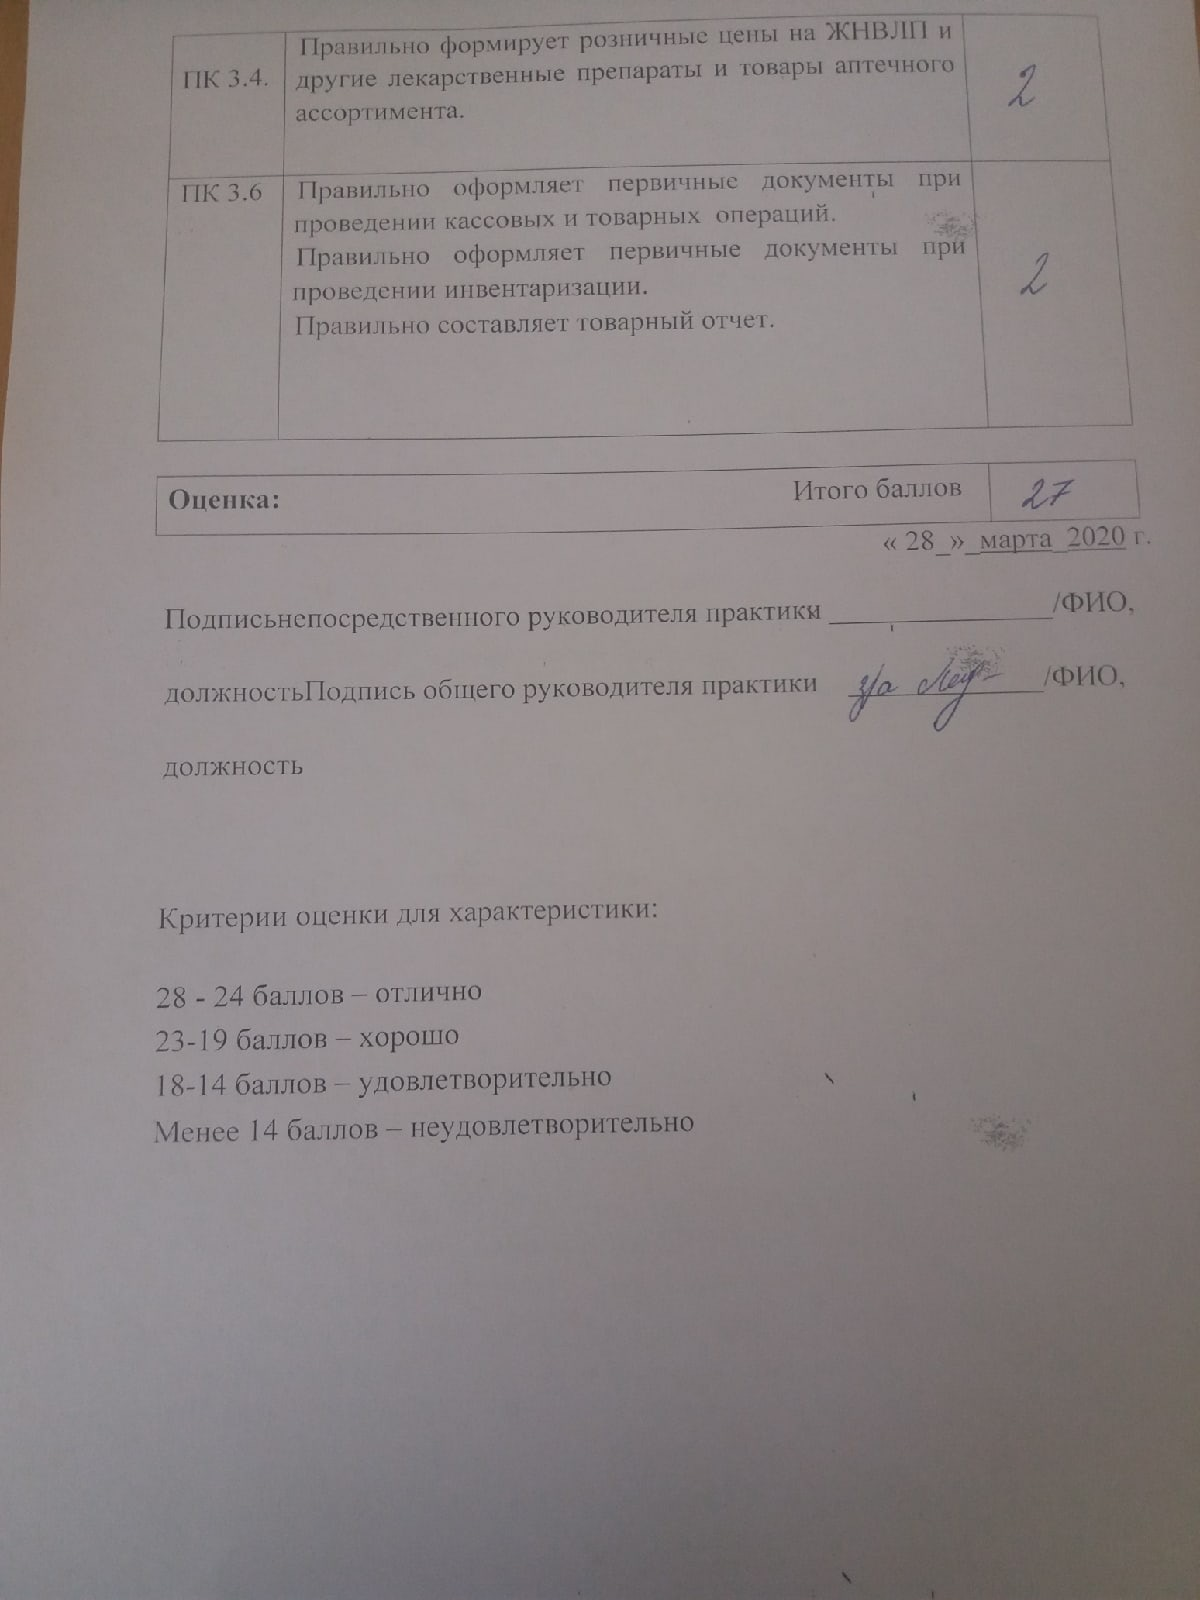 ПК 3.4.
Правильно формирует розничные цены на ЖНВЛП и
другие лекарственные препараты и товары аптечного
ассортимента.
2
ПК 3.6
Правильно оформляет первичные документы при
проведении кассовых и товарных операций.
Правильно оформляет первичные документы при
проведении инвентаризации.
Правильно составляет товарный отчет.
2
Оценка: Итого баллов 27
« 28_»_марта_2020 г.
Подписьнепосредственного руководителя практики ________________/ФИО,
должностьПодпись общего руководителя практики /ФИО,
должность
Критерии оценки для характеристики:
28 - 24 баллов – отлично
23-19 баллов – хорошо
18-14 баллов – удовлетворительно
Менее 14 баллов – неудовлетворительно